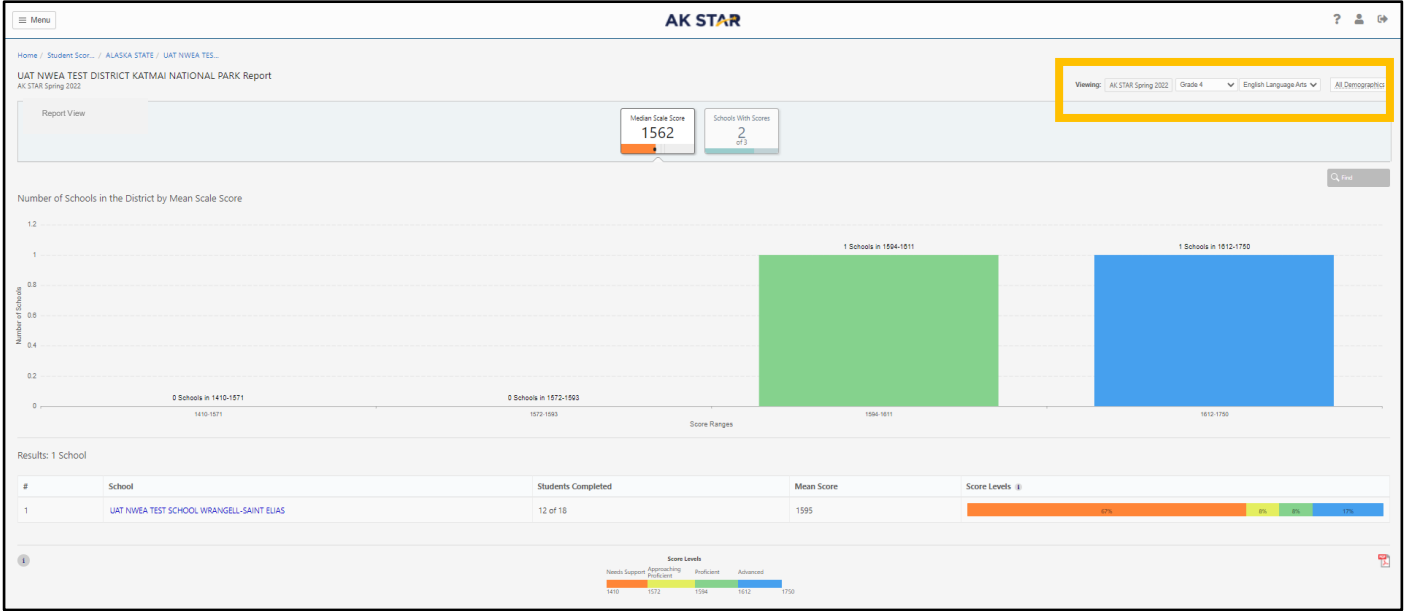 Menu
AK STAR
?
Home / Student Scor... / ALASKA STATE / UAT NWEA TES...
UAT NWEA TEST DISTRICT KATMAI NATIONAL PARK Report
AK STAR Spring 2022
Viewing: AK STAR Spring 2022 Grade 4 English Language Arts All Demographics
Report View
Median Scale Score
1562
Schools With Scores
2
of 3
Find
Number of Schools in the District by Mean Scale Score
1.2
1
0.8
0.6
0.4
0.2
0
Number of Schools
0 Schools in 1410-1571
0 Schools in 1572-1593
1 Schools in 1594-1611
1 Schools in 1612-1750
1410-1571
1572-1593
1594-1611
1612-1750
Score Ranges
Results: 1 School
# School Students Completed Mean Score Score Levels i
1 UAT NWEA TEST SCHOOL WRANGELL-SAINT ELIAS 12 of 18 1595 67% 8% 8% 17%
i
Score Levels
Needs Support Approaching Proficient Proficient Advanced
1410 1572 1594 1612 1750
PDF